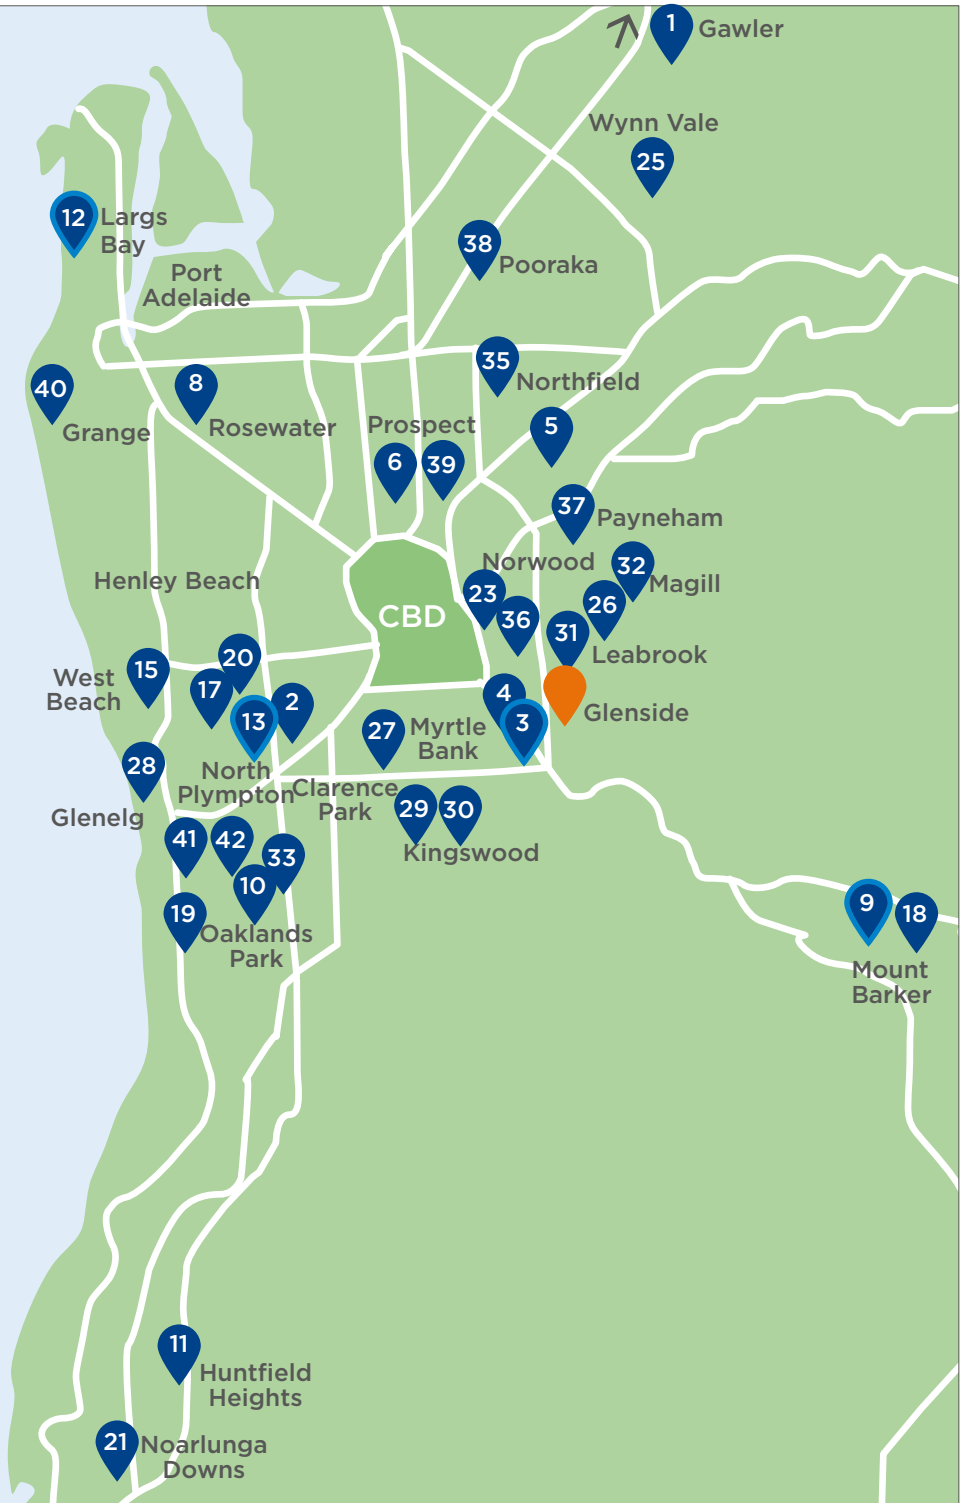 1
Gawler
Wynn Vale
25
12
Largs
Bay
38
Pooraka
Port
Adelaide
35
Northfield
40
Grange
8
Rosewater
Prospect
6
39
5
37
Payneham
Norwood
32
Magill
Henley Beach
CBD
23
36
26
31
Leabrook
West
Beach
15
20
17
13
2
North
Plympton
27
Myrtle
Bank
4
3
Glenside
28
Glenelg
Clarence
Park
29
30
Kingswood
41
42
33
10
19
Oaklands
Park
9
18
Mount
Barker
11
Huntfield
Heights
21
Noarlunga
Downs